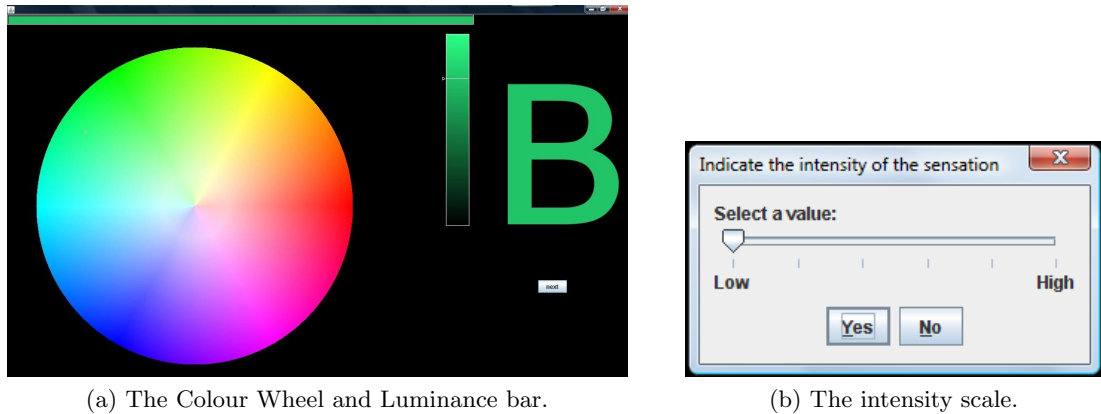 B
next
(a) The Colour Wheel and Luminance bar.
Indicate the intensity of the sensation
Select a value:
Low High
Yes No
(b) The intensity scale.